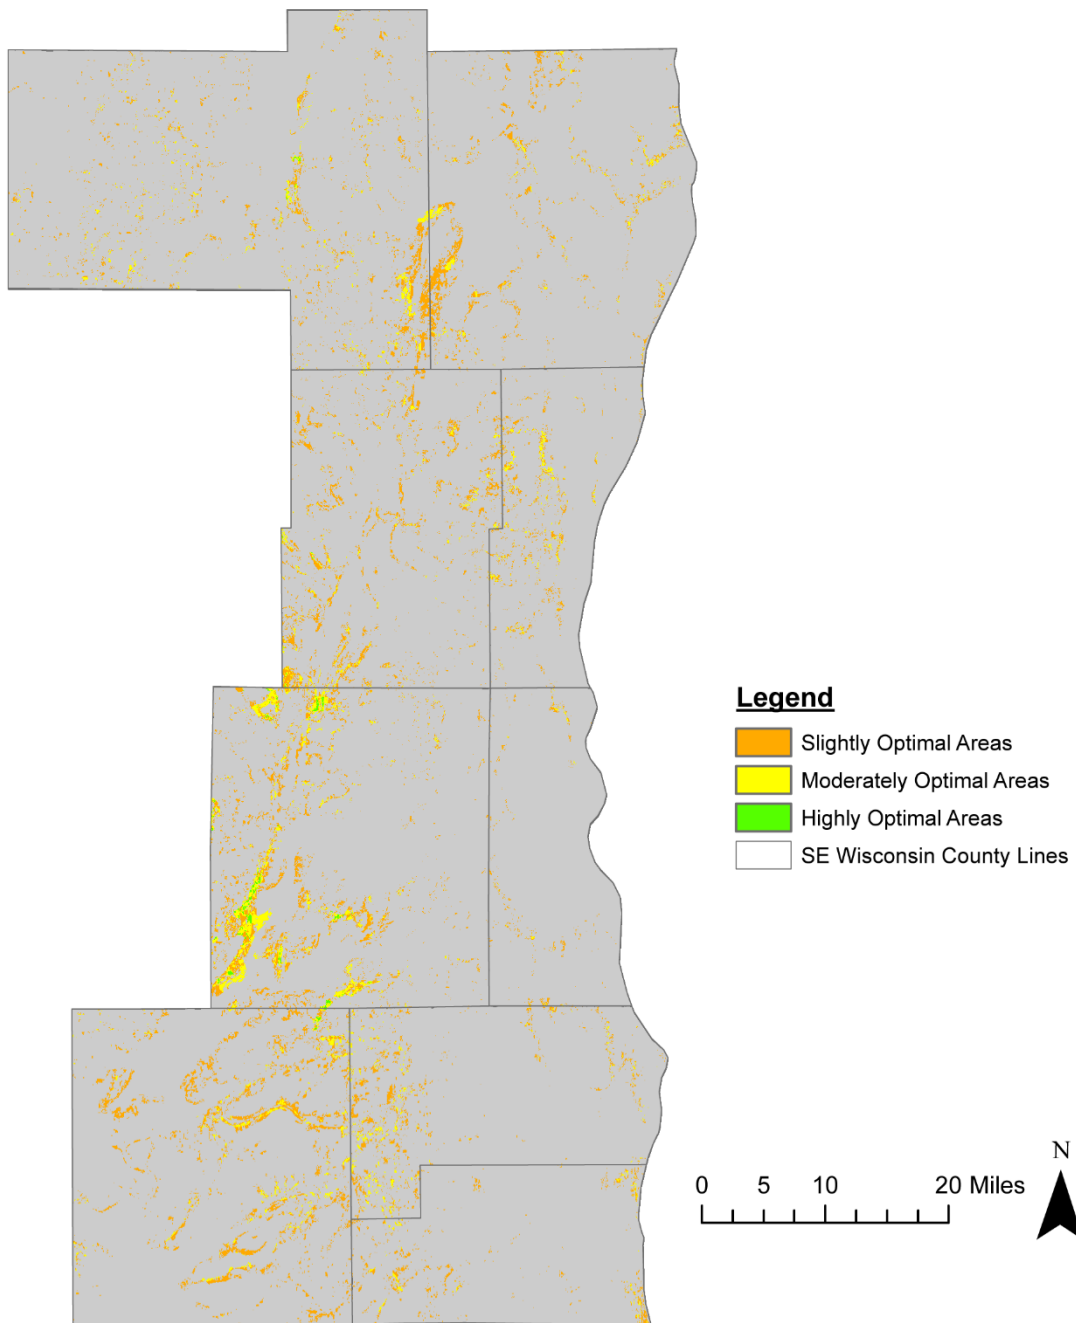 Legend
Slightly Optimal Areas
Moderately Optimal Areas
Highly Optimal Areas
SE Wisconsin County Lines
N
0 5 10 20 Miles